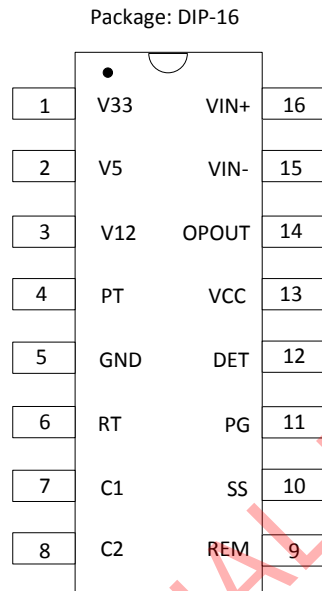 Package: DIP-16
1 V33 VIN+ 16
2 V5 VIN- 15
3 V12 OPOUT 14
4 PT VCC 13
5 GND DET 12
6 RT PG 11
7 C1 SS 10
8 C2 REM 9